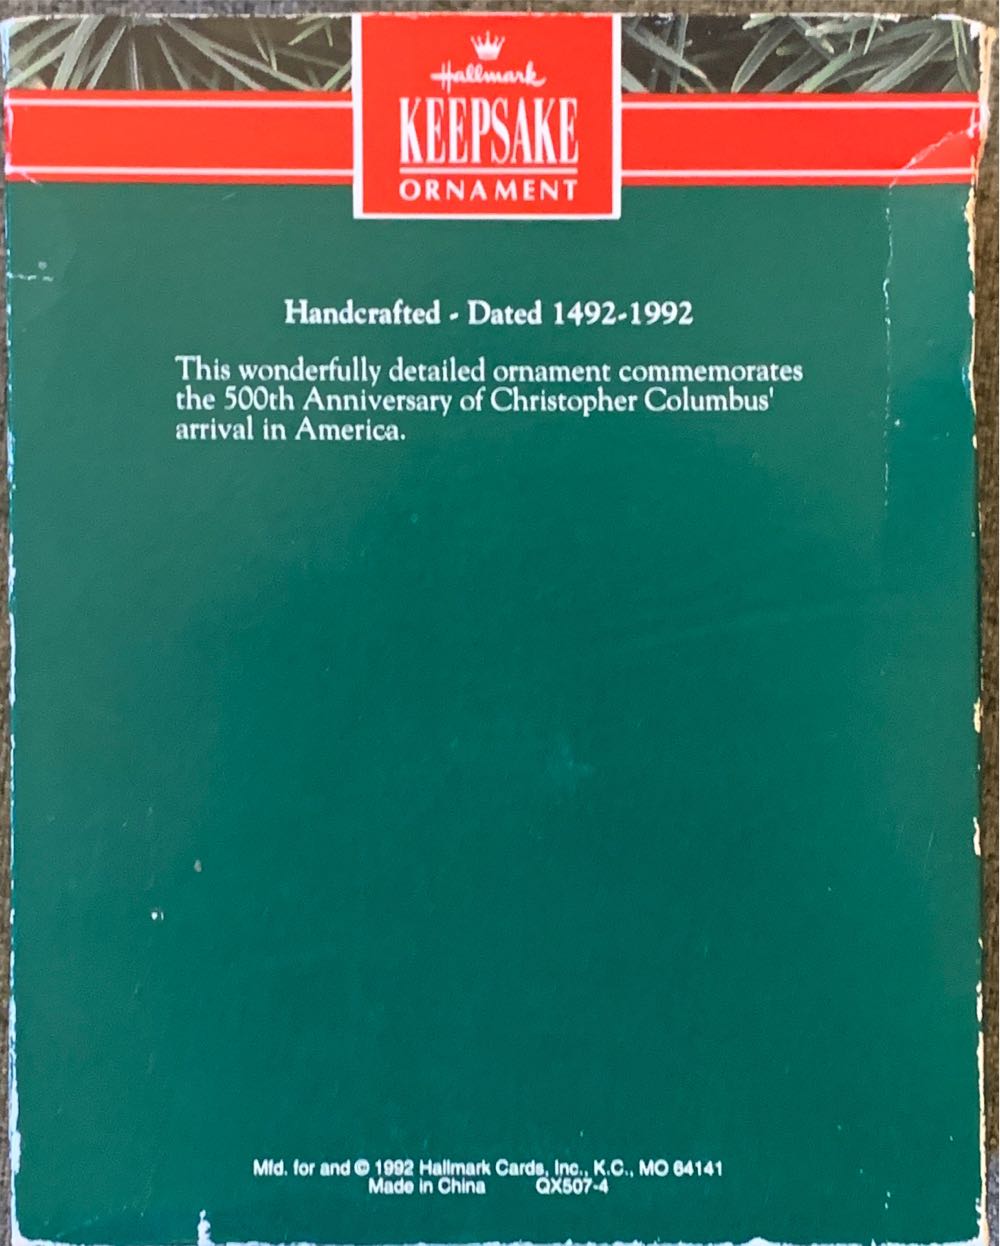 Hallmark
KEEPSAKE
ORNAMENT
Handcrafted - Dated 1492-1992
This wonderfully detailed ornament commemorates
the 500th Anniversary of Christopher Columbus'
arrival in America.
Mfd. for and © 1992 Hallmark Cards, Inc., K.C., MO 64141
Made in China QX507-4